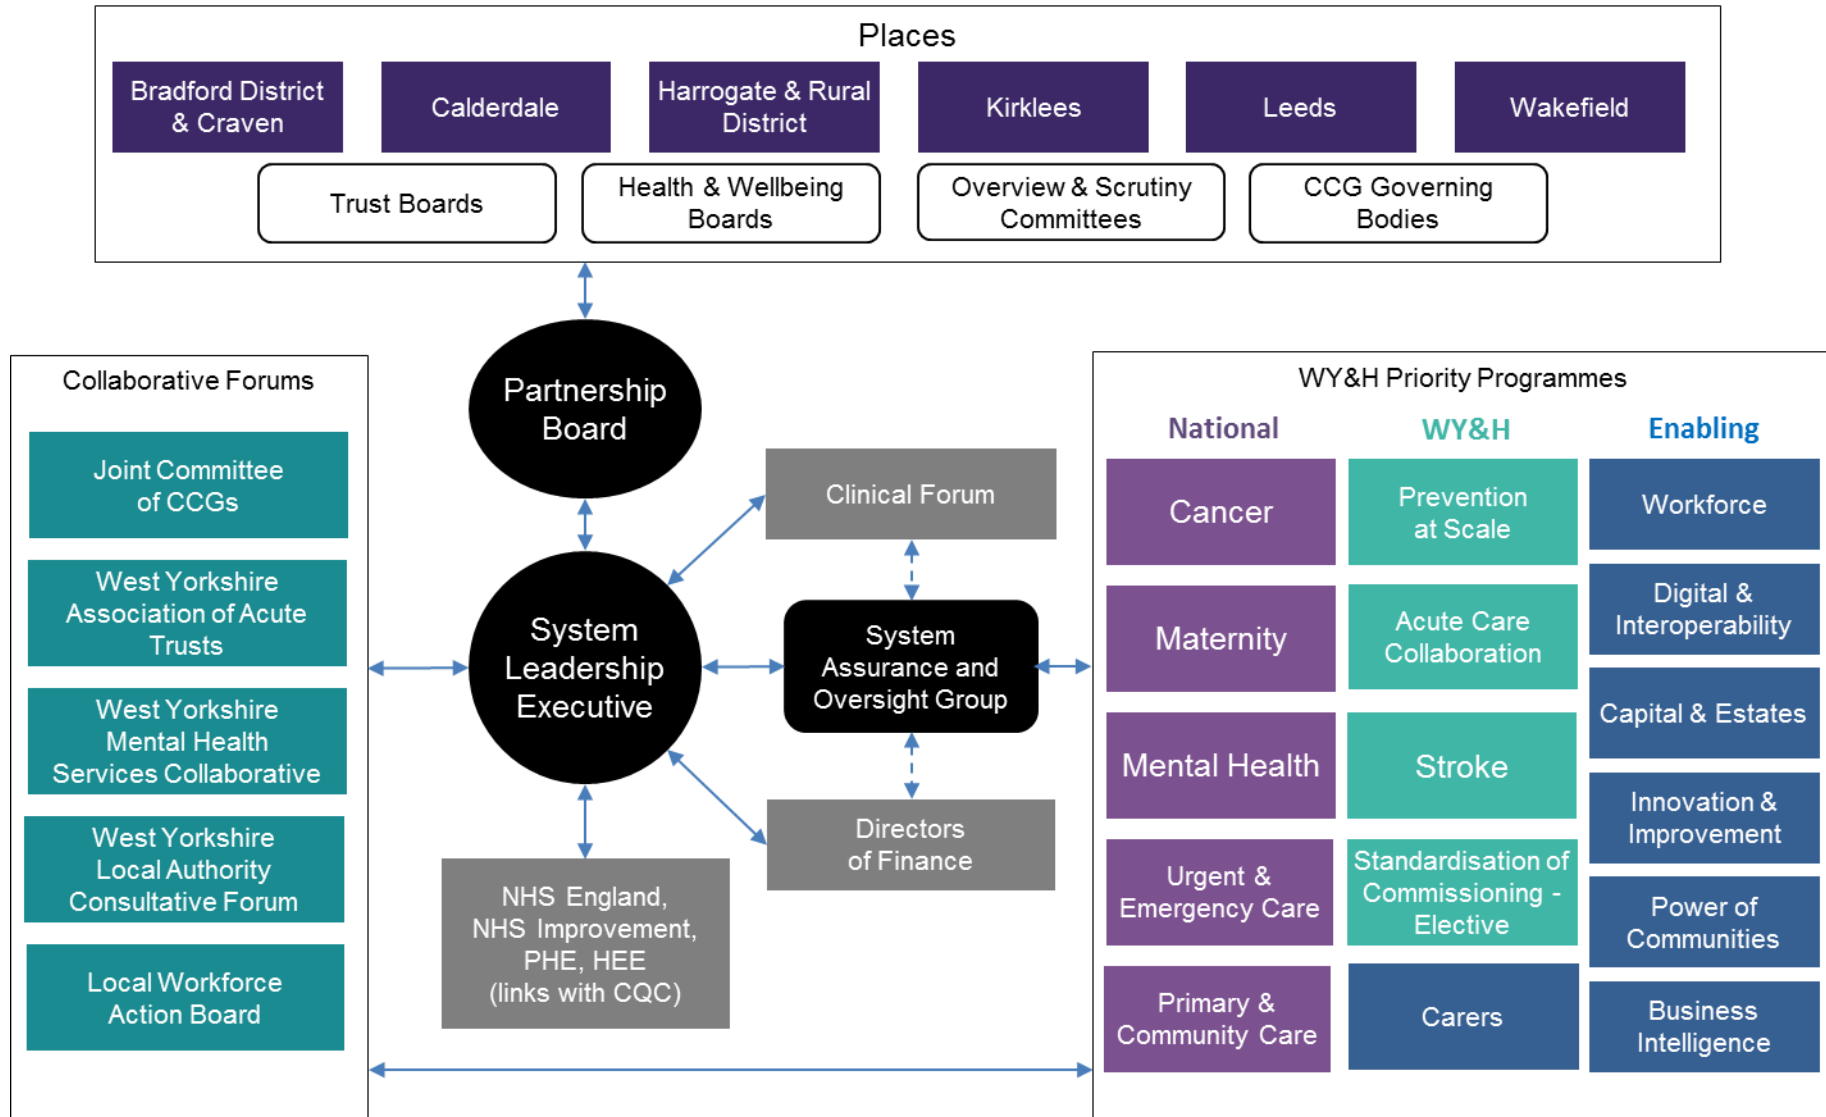 Places
Bradford District
& Craven
Calderdale
Harrogate & Rural
District
Kirklees
Leeds
Wakefield
Trust Boards
Health & Wellbeing
Boards
Overview & Scrutiny
Committees
CCG Governing
Bodies
Partnership
Board
Collaborative Forums
Joint Committee
of CCGs
West Yorkshire
Association of Acute
Trusts
West Yorkshire
Mental Health
Services Collaborative
West Yorkshire
Local Authority
Consultative Forum
Local Workforce
Action Board
System
Leadership
Executive
Clinical Forum
System
Assurance and
Oversight Group
Directors
of Finance
NHS England,
NHS Improvement,
PHE, HEE
(links with CQC)
WY&H Priority Programmes
National
Cancer
Maternity
Mental Health
Urgent &
Emergency Care
Primary &
Community Care
WY&H
Prevention
at Scale
Acute Care
Collaboration
Stroke
Standardisation of
Commissioning -
Elective
Carers
Enabling
Workforce
Digital &
Interoperability
Capital & Estates
Innovation &
Improvement
Power of
Communities
Business
Intelligence